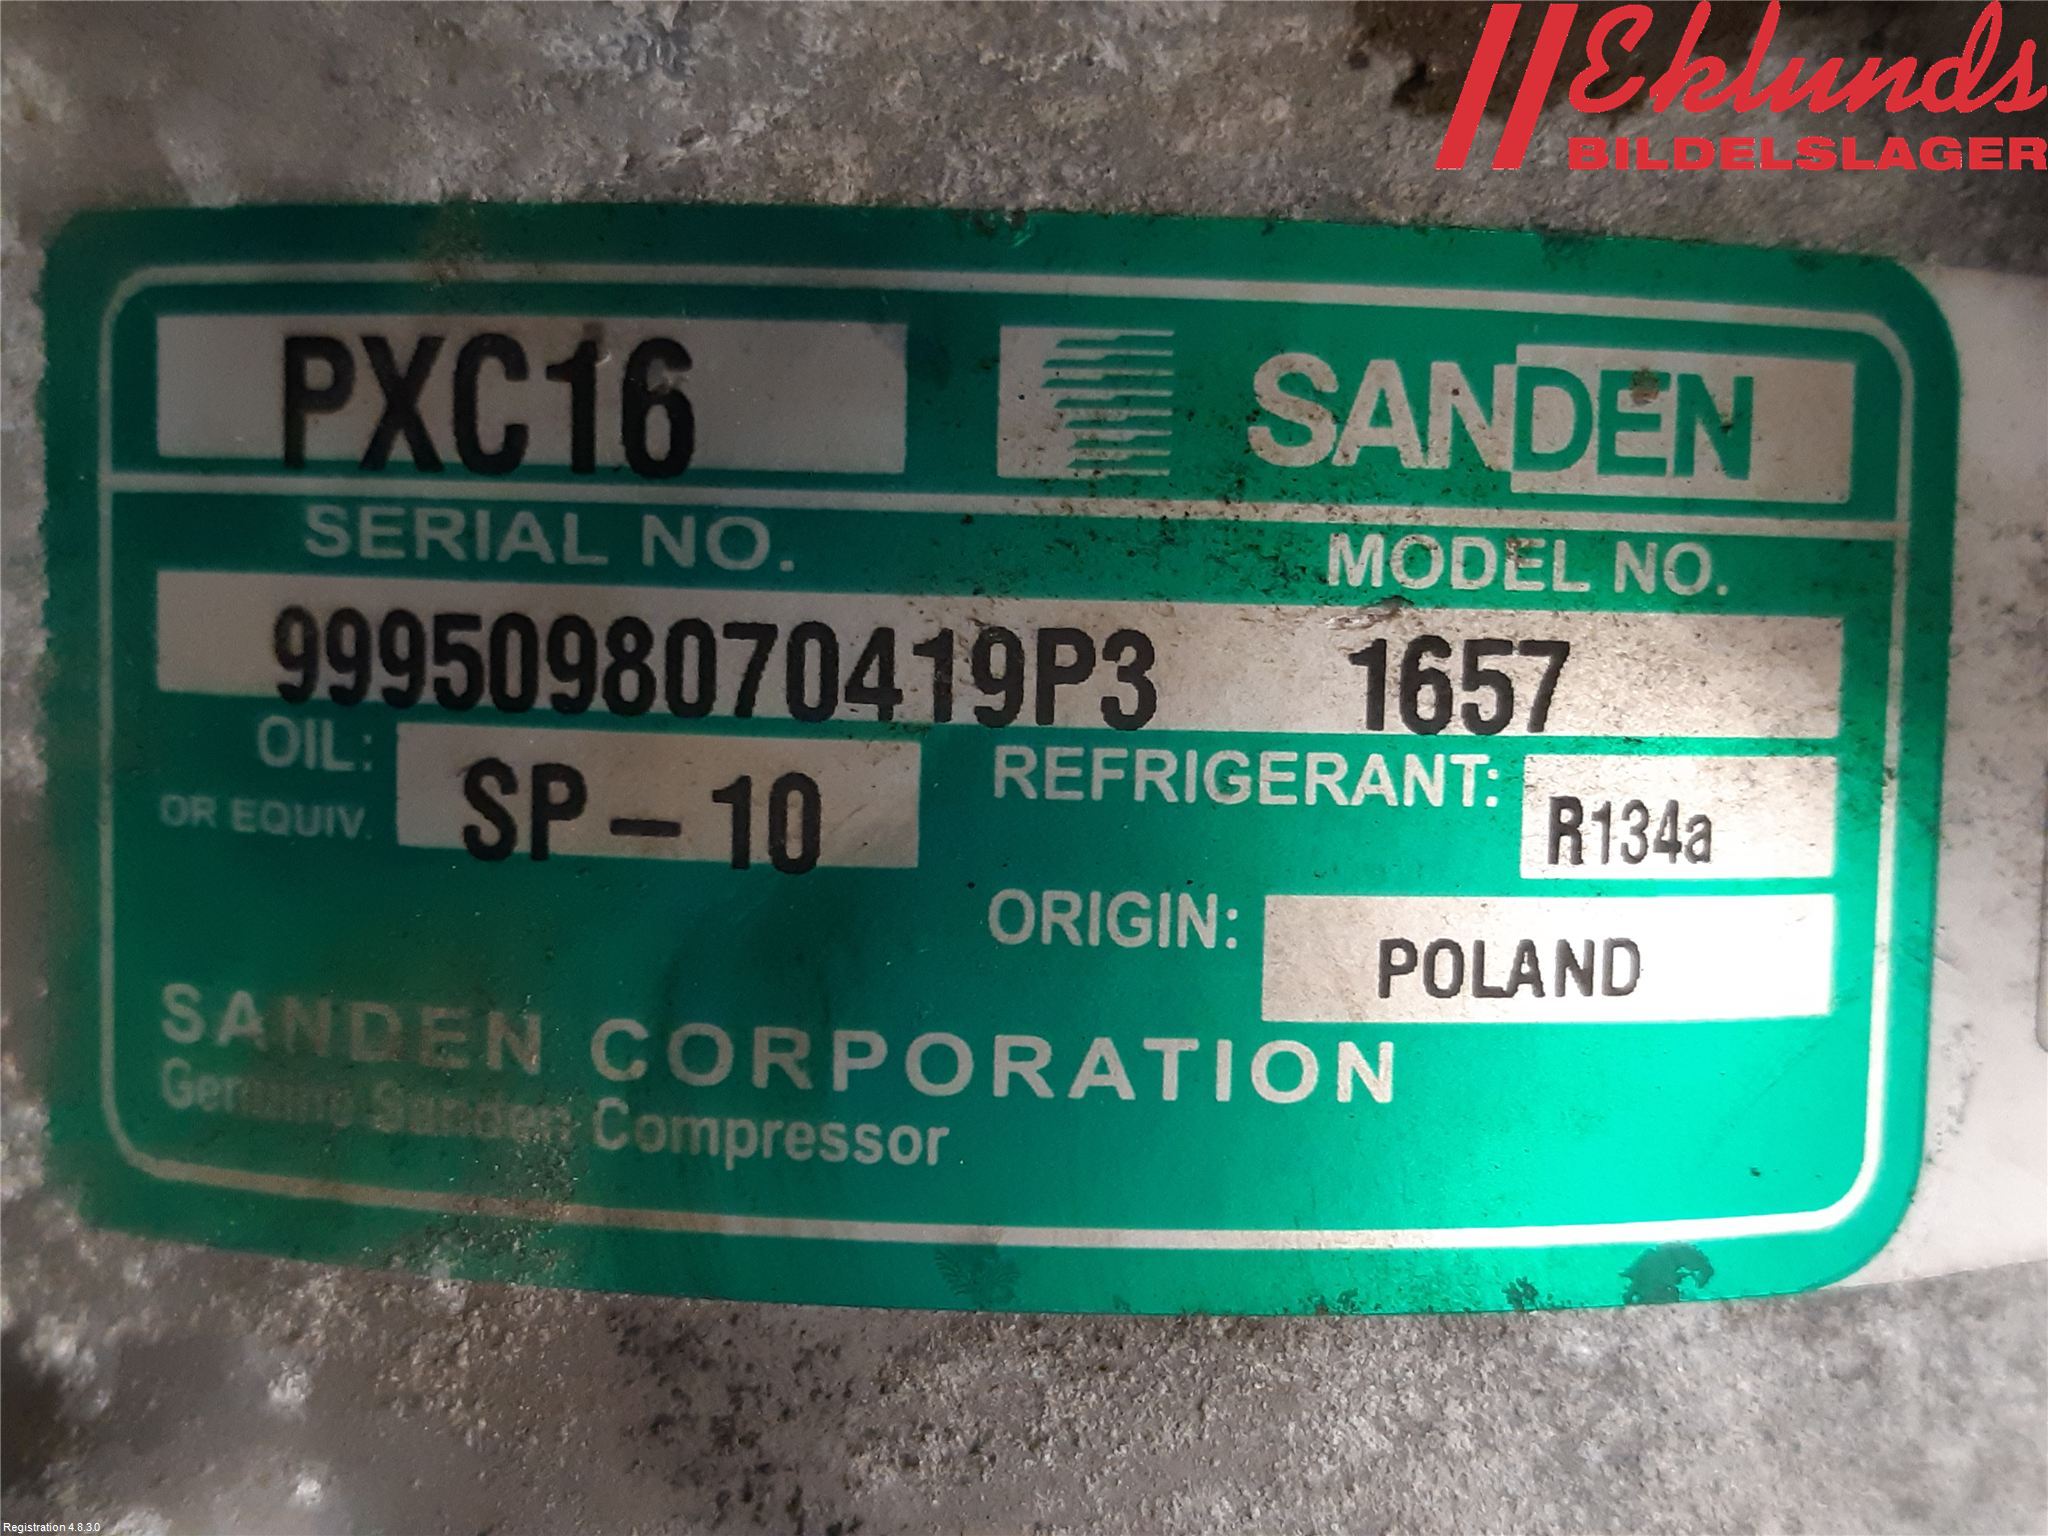 Eklunds
BILDELSLAGER
PXC16 SANDEN
SERIAL NO. MODEL NO.
9995098070419P3 1657
OIL: SP-10 REFRIGERANT: R134a
OR EQUIV.
ORIGIN: POLAND
SANDEN CORPORATION
Genuine Sanden Compressor
Registration 4.8.3.0